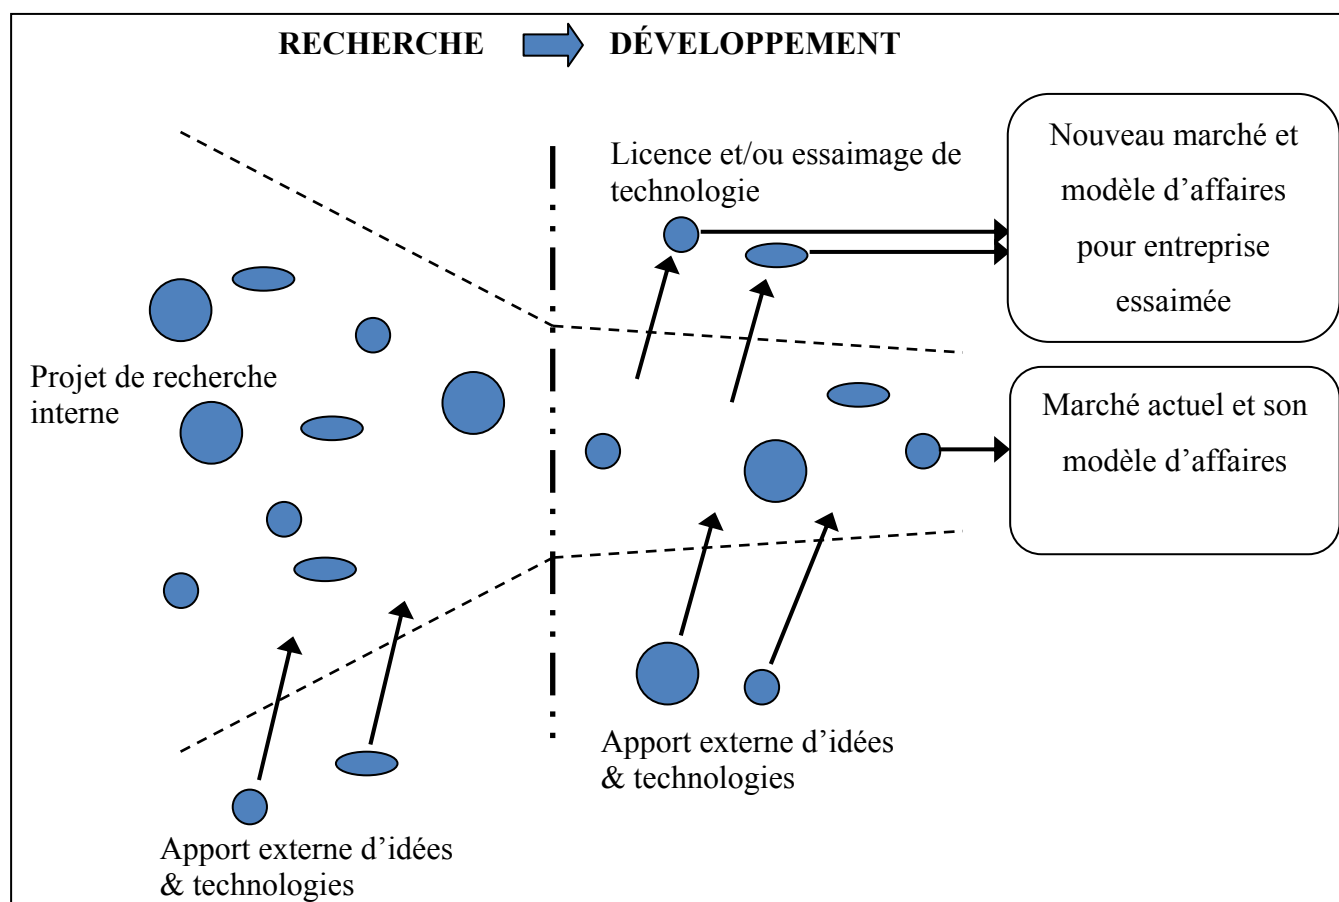 RECHERCHE DÉVELOPPEMENT
Licence et/ou essaimage de
technologie
Nouveau marché et
modèle d’affaires
pour entreprise
essaimée
Projet de recherche
interne
Marché actuel et son
modèle d’affaires
Apport externe d’idées
& technologies
Apport externe d’idées
& technologies